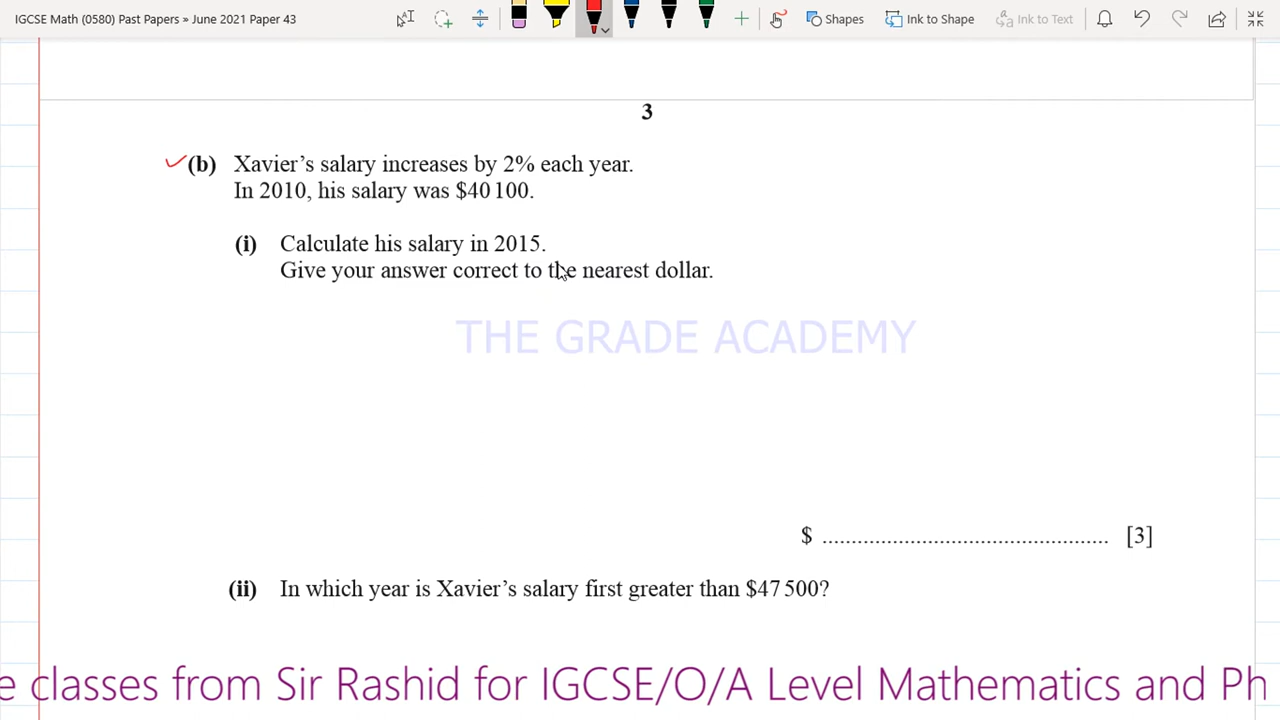 IGCSE Math (0580) Past Papers » June 2021 Paper 43
Shapes
Ink to Shape
Ink to Text
3
(b) Xavier's salary increases by 2% each year.
In 2010, his salary was $40 100.
(i) Calculate his salary in 2015.
Give your answer correct to the nearest dollar.
THE GRADE ACADEMY
$ ................................................ [3]
(ii) In which year is Xavier's salary first greater than $47 500?
e classes from Sir Rashid for IGCSE/O/A Level Mathematics and Ph